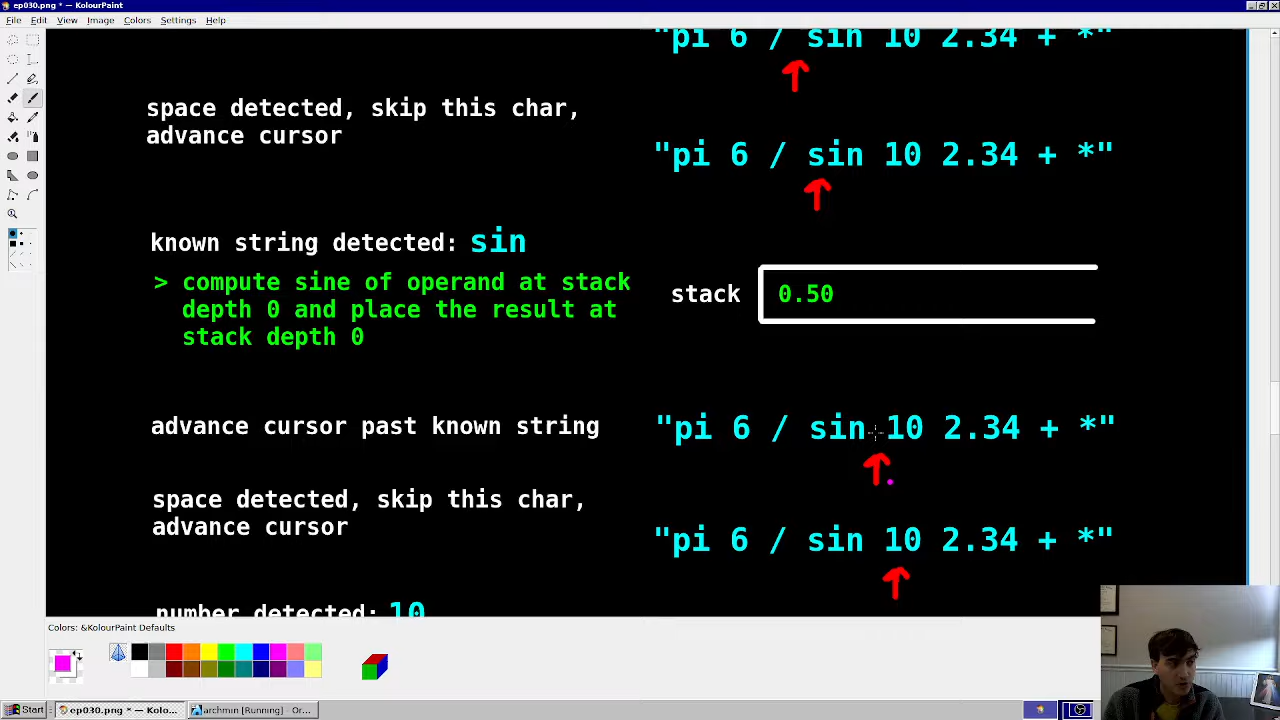 ep030.png * — KolourPaint
File Edit View Image Colors Settings Help
"pi 6 / sin 10 2.34 + *"
space detected, skip this char,
advance cursor
"pi 6 / sin 10 2.34 + *"
known string detected: sin
> compute sine of operand at stack
depth 0 and place the result at
stack depth 0
stack 0.50
advance cursor past known string
"pi 6 / sin 10 2.34 + *"
space detected, skip this char,
advance cursor
"pi 6 / sin 10 2.34 + *"
number detected: 10
Colors: &KolourPaint Defaults
Start ep030.png * — Kolo... archmin [Running] - Or...